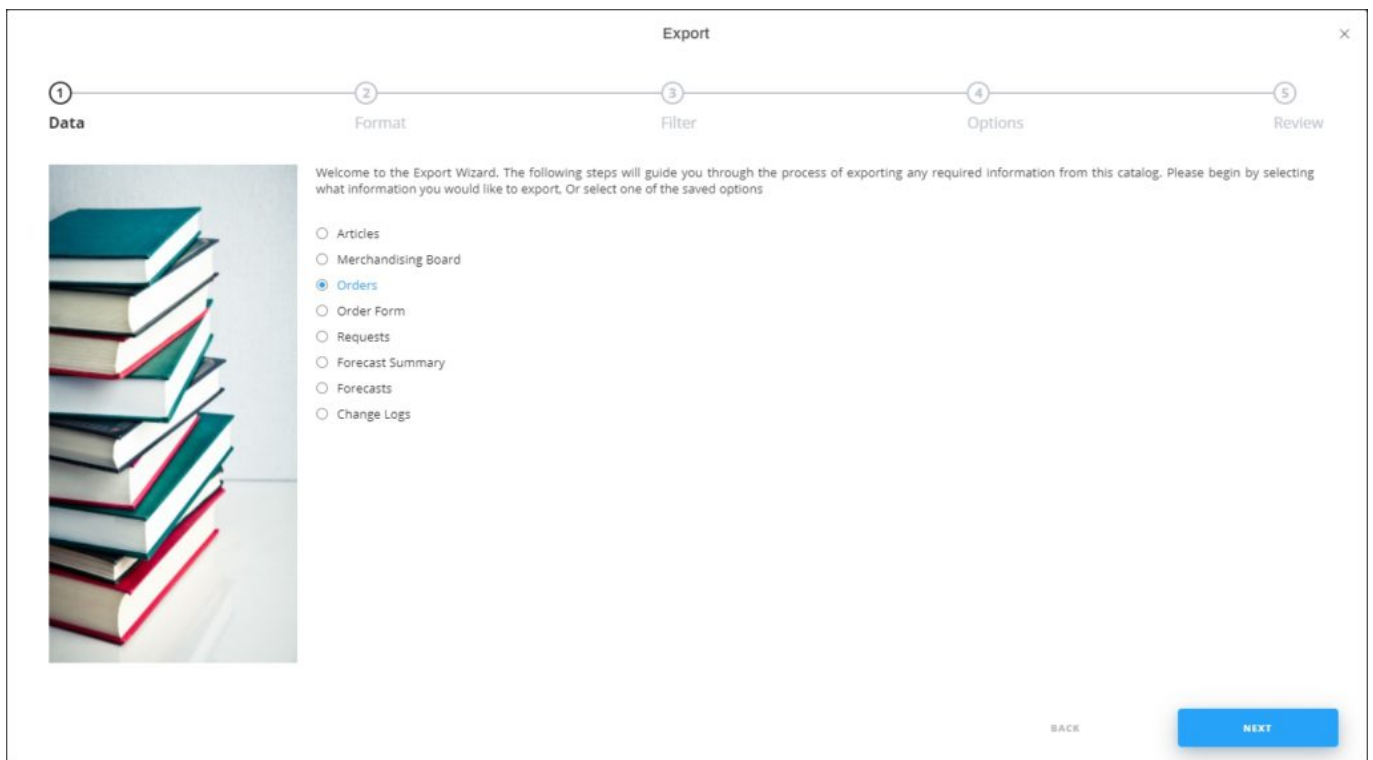 Export
1
2
3
4
5
Data
Format
Filter
Options
Review
Welcome to the Export Wizard. The following steps will guide you through the process of exporting any required information from this catalog. Please begin by selecting
what information you would like to export. Or select one of the saved options
Articles
Merchandising Board
Orders
Order Form
Requests
Forecast Summary
Forecasts
Change Logs
BACK
NEXT